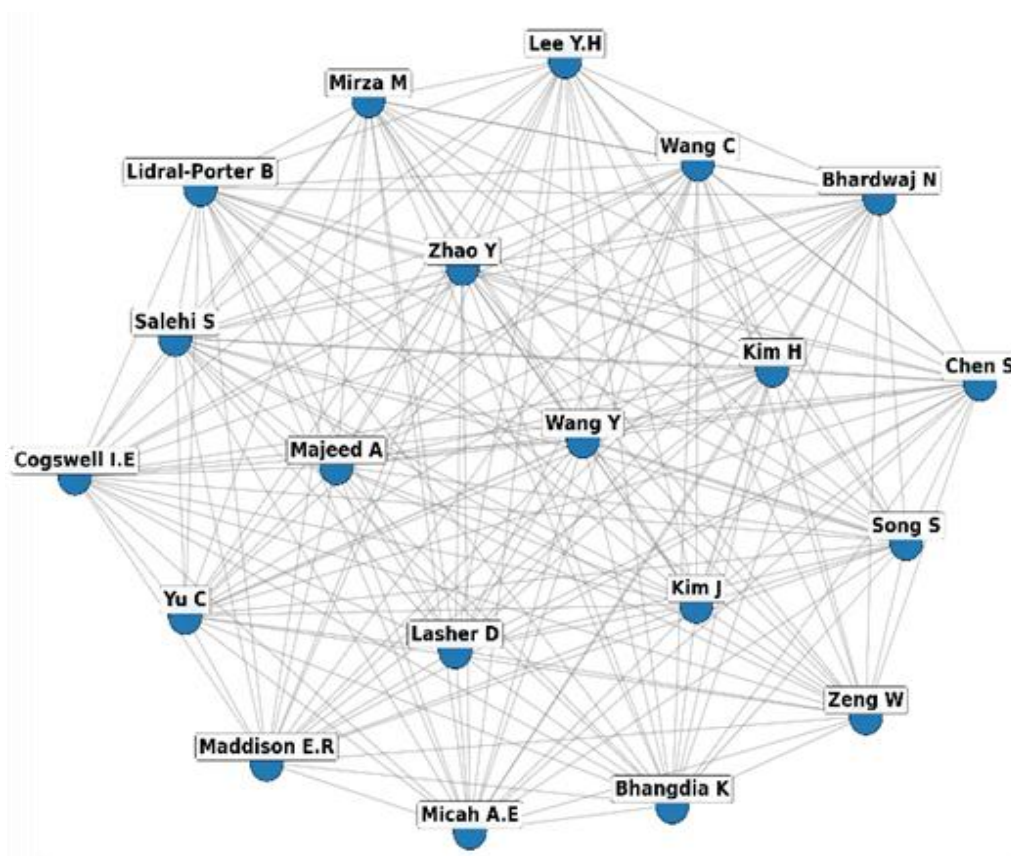 Lee Y.H
Mirza M
Wang C
Lidral-Porter B
Bhardwaj N
Zhao Y
Salehi S
Kim H
Chen S
Wang Y
Majeed A
Cogswell I.E
Song S
Kim J
Yu C
Lasher D
Zeng W
Maddison E.R
Bhangdia K
Micah A.E